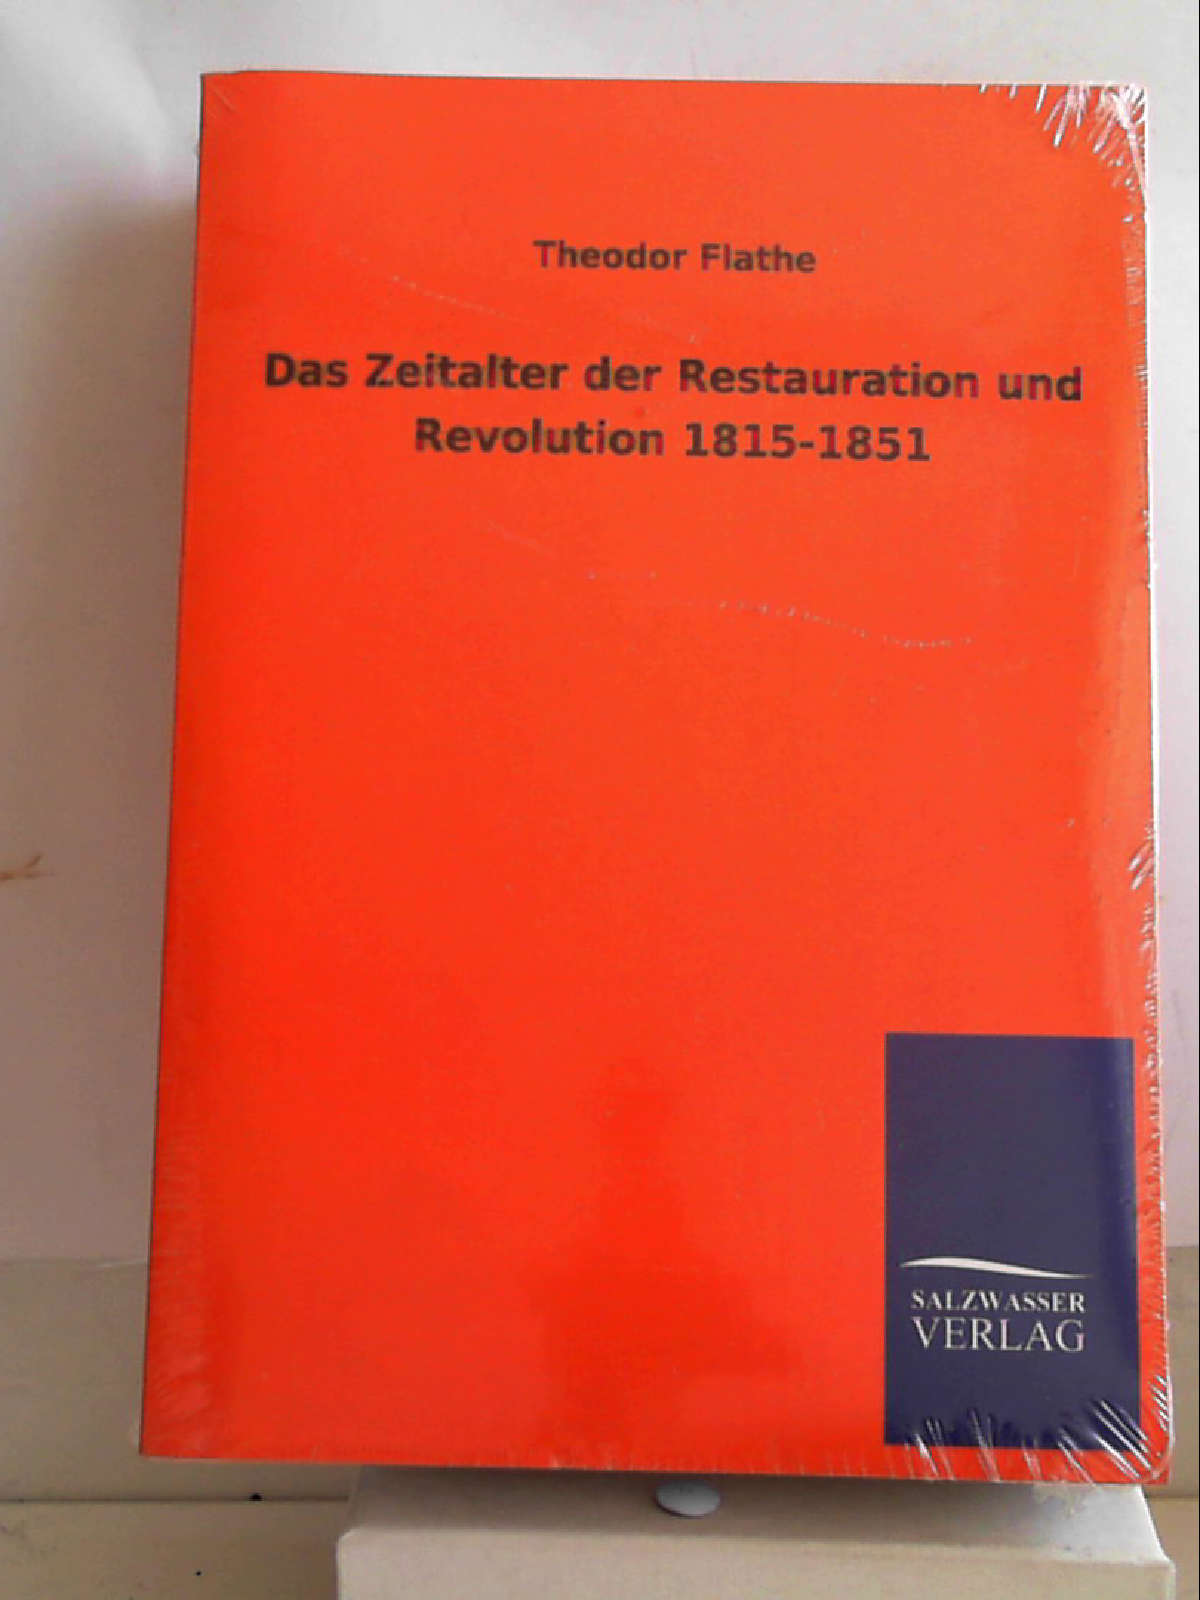 Theodor Flathe
Das Zeitalter der Restauration und
Revolution 1815-1851
SALZWASSER
VERLAG